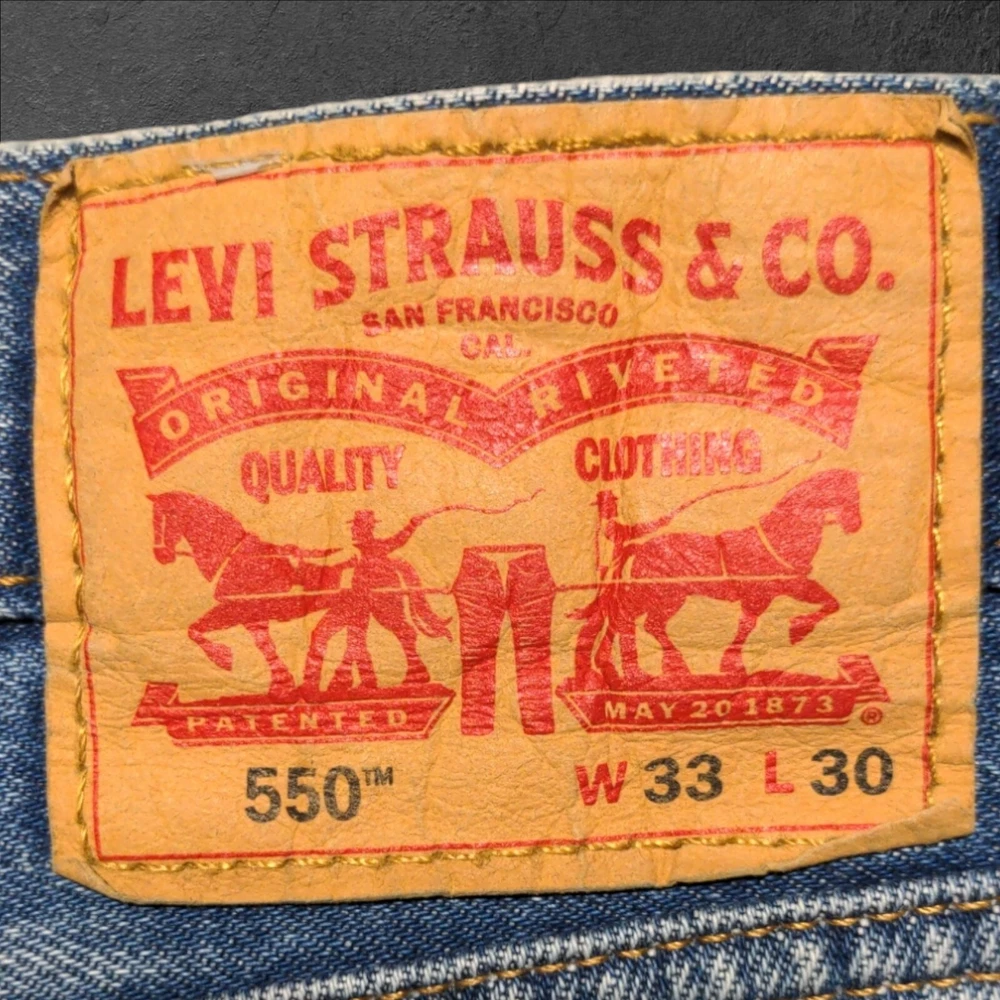 LEVI STRAUSS & CO.
SAN FRANCISCO
CAL.
ORIGINAL RIVETED
QUALITY CLOTHING
PATENTED MAY 20 1873 ®
550™ W 33 L 30